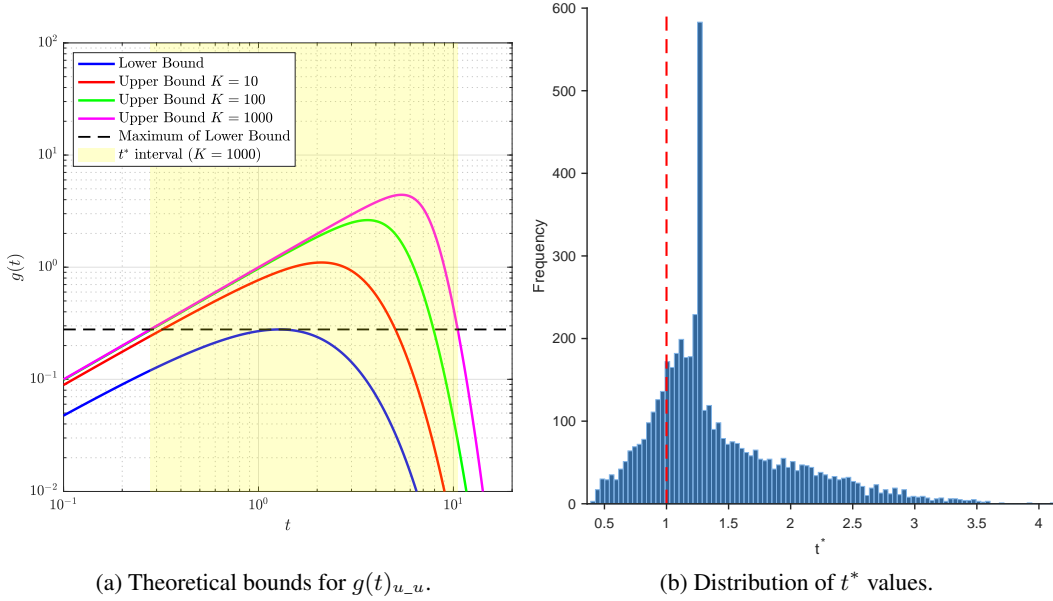 10^2
10^1
10^0
10^{-1}
10^{-2}
g(t)
Lower Bound
Upper Bound K = 10
Upper Bound K = 100
Upper Bound K = 1000
Maximum of Lower Bound
t* interval (K = 1000)
10^{-1}
10^0
10^1
t
(a) Theoretical bounds for g(t)_{u_u}.
600
500
400
300
200
100
0
Frequency
0.5 1 1.5 2 2.5 3 3.5 4
t*
(b) Distribution of t* values.